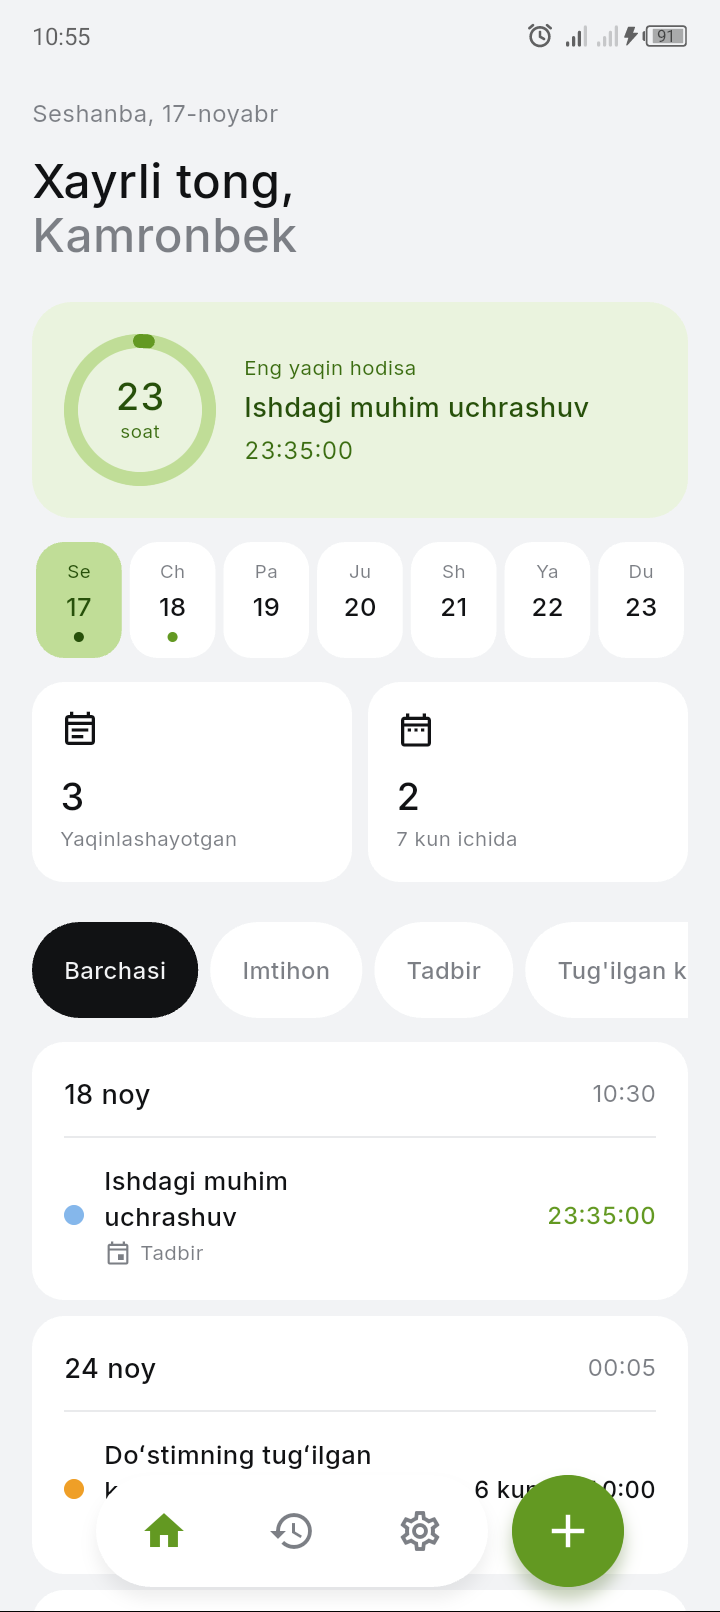 10:55
91
Seshanba, 17-noyabr
Xayrli tong,
Kamronbek
23
soat
Eng yaqin hodisa
Ishdagi muhim uchrashuv
23:35:00
Se Ch Pa Ju Sh Ya Du
17 18 19 20 21 22 23
3
Yaqinlashayotgan
2
7 kun ichida
Barchasi Imtihon Tadbir Tug'ilgan k
18 noy 10:30
Ishdagi muhim
uchrashuv
23:35:00
Tadbir
24 noy 00:05
Do‘stimning tug‘ilgan
6 kun 0:00